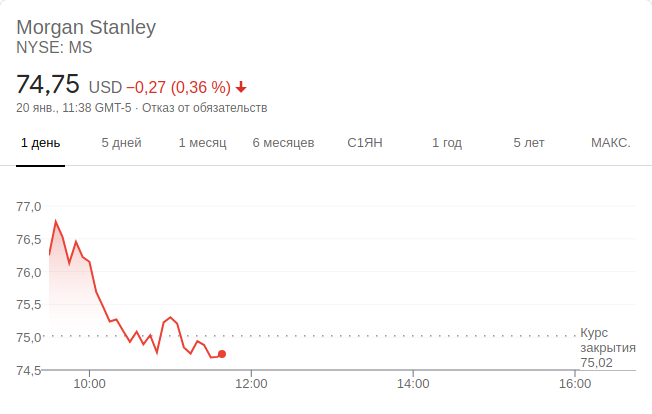 Morgan Stanley
NYSE: MS
74,75 USD −0,27 (0,36 %)
20 янв., 11:38 GMT-5 · Отказ от обязательств
1 день 5 дней 1 месяц 6 месяцев С1ЯН 1 год 5 лет МАКС.
77,0
76,5
76,0
75,5
75,0
74,5
Курс
закрытия
75,02
10:00 12:00 14:00 16:00